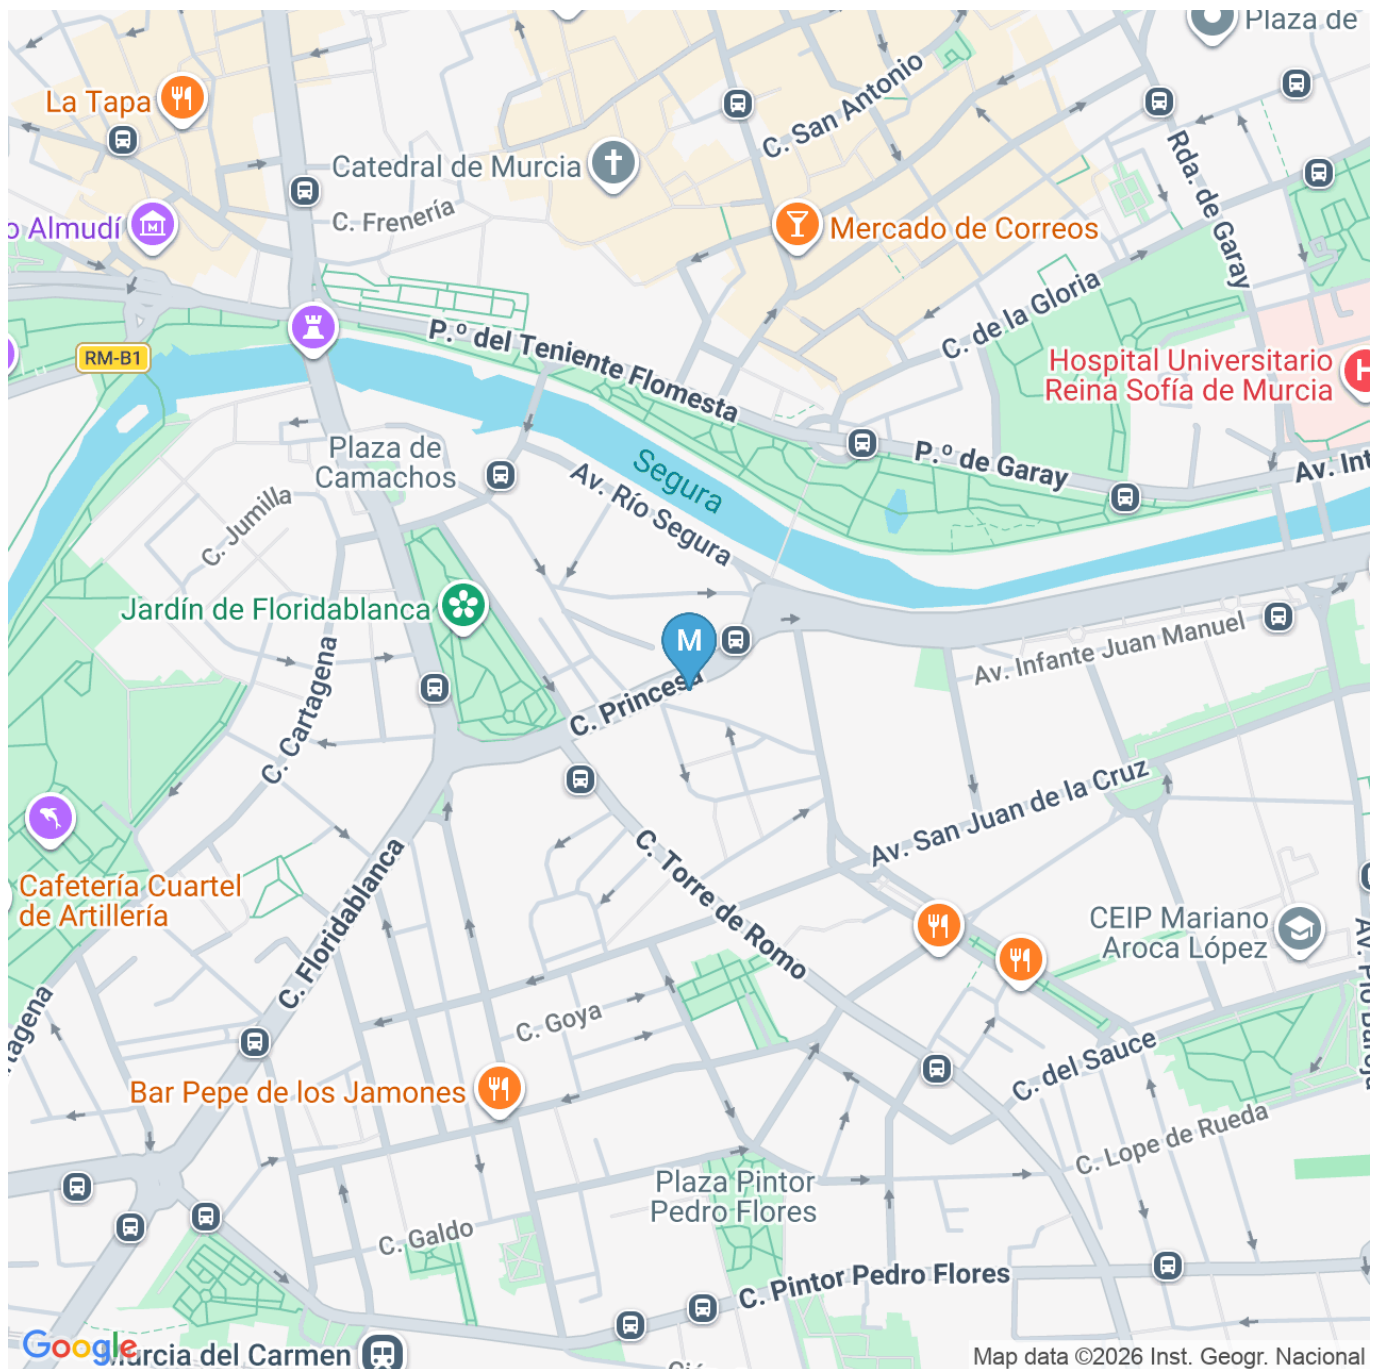 Plaza de
La Tapa
C. San Antonio
Catedral de Murcia
Rda. de Garay
C. Frenería
o Almudí
Mercado de Correos
C. de la Gloria
P.º del Teniente Flomesta
RM-B1
Hospital Universitario
Reina Sofía de Murcia
H
Plaza de
Camachos
Segura
P.º de Garay
Av. Int
Av. Río Segura
C. Jumilla
Jardín de Floridablanca
M
Av. Infante Juan Manuel
C. Cartagena
C. Princesa
Av. San Juan de la Cruz
C. Torre de Romo
C. Floridablanca
Cafetería Cuartel
de Artillería
CEIP Mariano
Aroca López
Av. Pío Baroja
C. Goya
rtagena
C. del Sauce
Bar Pepe de los Jamones
C. Lope de Rueda
Plaza Pintor
Pedro Flores
C. Galdo
C. Pintor Pedro Flores
Google
Murcia del Carmen
Map data ©2026 Inst. Geogr. Nacional